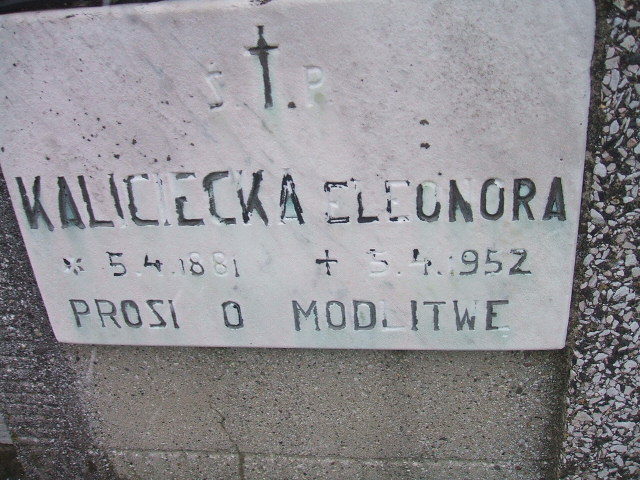 Ś † P
KALICIECKA ELEONORA
* 5.4.1881 + 5.4.1952
PROSI O MODLITWĘ